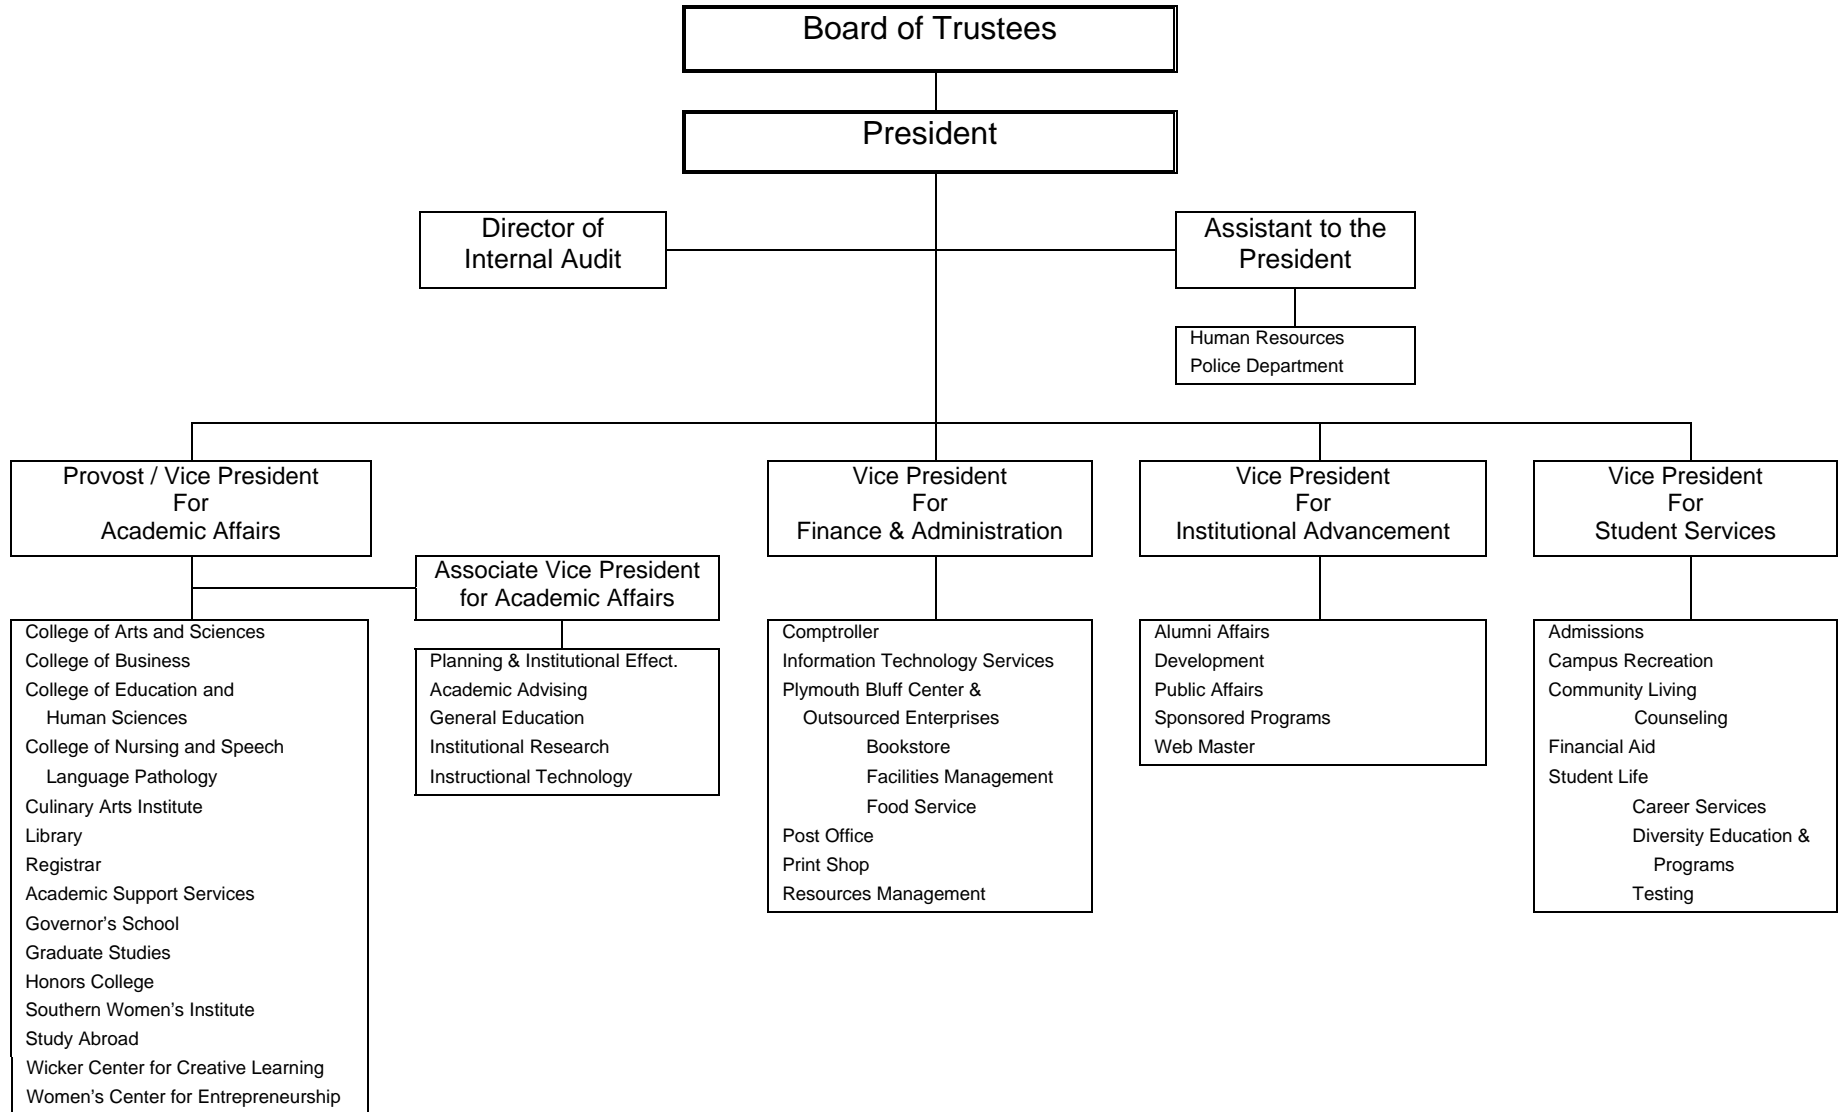 Board of Trustees
President
Director of
Internal Audit
Assistant to the
President
Human Resources
Police Department
Provost / Vice President
For
Academic Affairs
Vice President
For
Finance & Administration
Vice President
For
Institutional Advancement
Vice President
For
Student Services
Associate Vice President
for Academic Affairs
College of Arts and Sciences
College of Business
College of Education and
Human Sciences
College of Nursing and Speech
Language Pathology
Culinary Arts Institute
Library
Registrar
Academic Support Services
Governor’s School
Graduate Studies
Honors College
Southern Women’s Institute
Study Abroad
Wicker Center for Creative Learning
Women’s Center for Entrepreneurship
Planning & Institutional Effect.
Academic Advising
General Education
Institutional Research
Instructional Technology
Comptroller
Information Technology Services
Plymouth Bluff Center &
Outsourced Enterprises
Bookstore
Facilities Management
Food Service
Post Office
Print Shop
Resources Management
Alumni Affairs
Development
Public Affairs
Sponsored Programs
Web Master
Admissions
Campus Recreation
Community Living
Counseling
Financial Aid
Student Life
Career Services
Diversity Education &
Programs
Testing